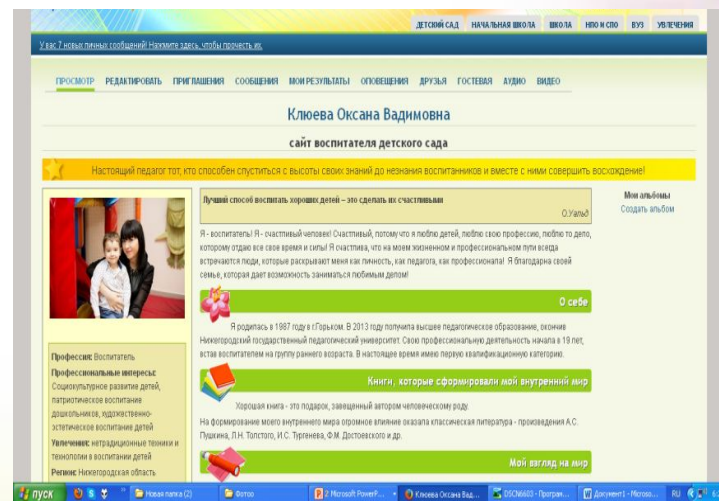 ДЕТСКИЙ САД НАЧАЛЬНАЯ ШКОЛА ШКОЛА НПО И СПО ВУЗ УВЛЕЧЕНИЯ
У вас 7 новых личных сообщений! Нажмите здесь, чтобы прочесть их.
ПРОСМОТР РЕДАКТИРОВАТЬ ПРИГЛАШЕНИЯ СООБЩЕНИЯ МОИ РЕЗУЛЬТАТЫ ОПОВЕЩЕНИЯ ДРУЗЬЯ ГОСТЕВАЯ АУДИО ВИДЕО
Клюева Оксана Вадимовна
сайт воспитателя детского сада
Настоящий педагог тот, кто способен спуститься с высоты своих знаний до незнания воспитанников и вместе с ними совершить восхождение!
Лучший способ воспитать хороших детей – это сделать их счастливыми
О.Уальд
Мои альбомы
Создать альбом
Я - воспитатель! Я - счастливый человек! Счастливый, потому что я люблю детей, люблю свою профессию, люблю то дело,
которому отдаю все свое время и силы! Я счастлива, что на моем жизненном и профессиональном пути всегда
встречаются люди, которые раскрывают меня как личность, как педагога, как профессионала! Я благодарна своей
семье, которая дает возможность заниматься любимым делом!
О себе
Я родилась в 1987 году в г.Горьком. В 2013 году получила высшее педагогическое образование, окончив
Нижегородский государственный педагогический университет. Свою профессиональную деятельность начала в 19 лет,
встав воспитателем на группу раннего возраста. В настоящее время имею первую квалификационную категорию.
Книги, которые сформировали мой внутренний мир
Хорошая книга - это подарок, завещанный автором человеческому роду.
На формирование моего внутреннего мира огромное влияние оказала классическая литература - произведения А.С.
Пушкина, Л.Н. Толстого, И.С. Тургенева, Ф.М. Достоевского и др.
Мой взгляд на мир
Профессия: Воспитатель
Профессиональные интересы:
Социокультурное развитие детей,
патриотическое воспитание
дошкольников, художественно-
эстетическое воспитание детей
Увлечения: нетрадиционные техники и
технологии в воспитании детей
Регион: Нижегородская область
пуск Новая папка (2) Фотоо 2 Microsoft PowerP... Клюева Оксана Вад... DSCN6603 - Програм... Документ1 - Microso... RU